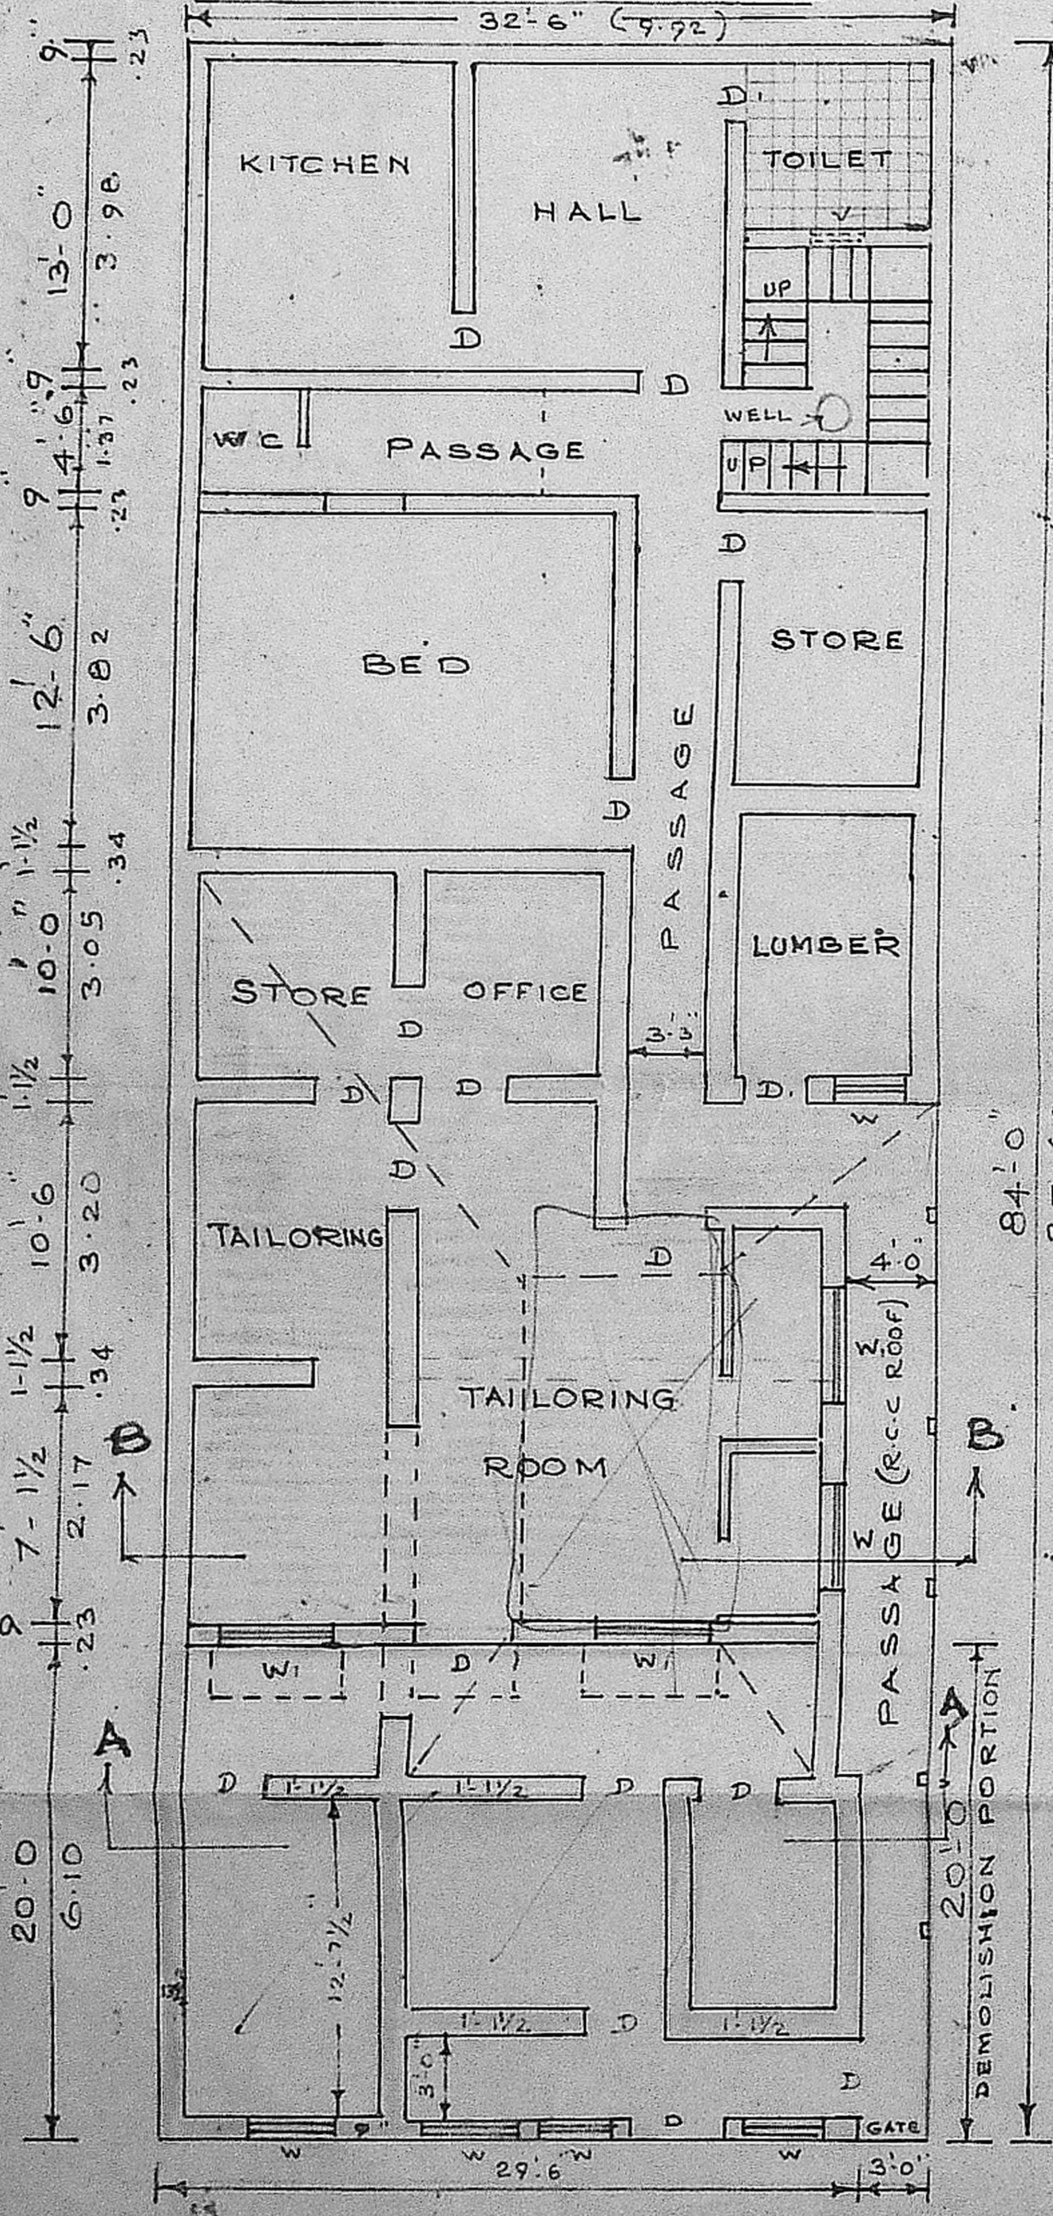 32'-6" (9.92)
9"
.23
KITCHEN
HALL
D.
TOILET
13'-0"
3.98
UP
D
9"
.23
D
WELL
4'-6"
1.37
W C
PASSAGE
UP
9"
.23
D
12'-6"
3.82
BED
STORE
PASSAGE
D
1'-1½"
.34
10'-0"
3.05
STORE
OFFICE
LUMBER
D
3'-3"
1'-1½
D
D
D.
W
D
10'-6"
3.20
TAILORING
D
4'-0"
84'-0"
1'-1½
.34
TAILORING
ROOM
W
W
PASSAGE (R.C.C ROOF)
B
B
7'-1½
2.17
9
.23
W1
D
W1
A
A
D
1'-1½
1'-1½
D
D
20'-0
6.10
12'-7½"
20'-0"
DEMOLISHION PORTION
1'-1½
D
1'-1½
3'-0"
D
9"
D
GATE
W
W
W
W
29'.6"
3'-0"